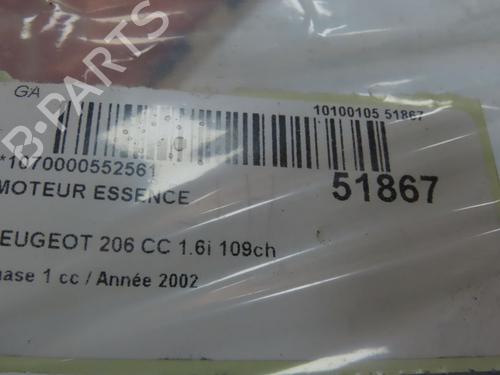 GA
10100105 51867
*1070000552561
51867
MOTEUR ESSENCE
EUGEOT 206 CC 1.6i 109ch
hase 1 cc / Année 2002
B-PARTS